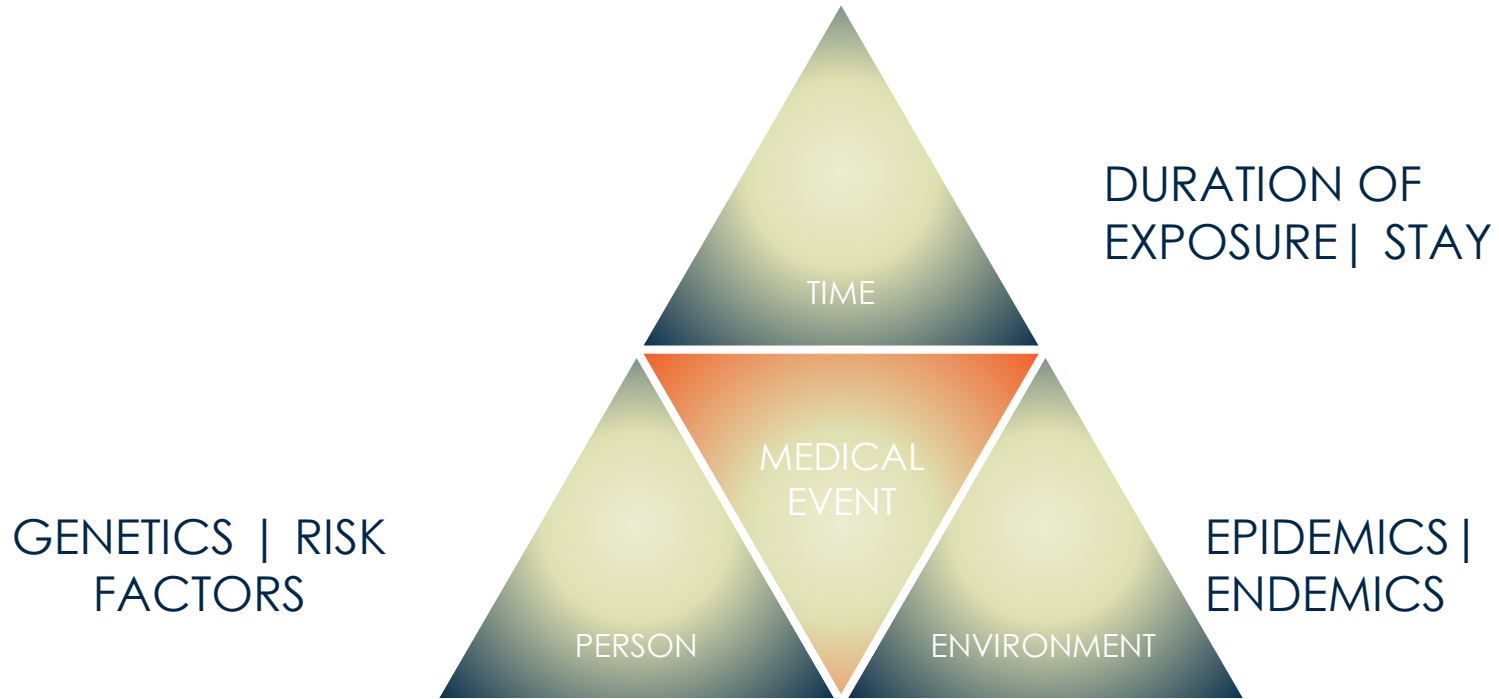 DURATION OF
EXPOSURE| STAY
TIME
MEDICAL
EVENT
GENETICS | RISK
FACTORS
EPIDEMICS|
ENDEMICS
PERSON
ENVIRONMENT